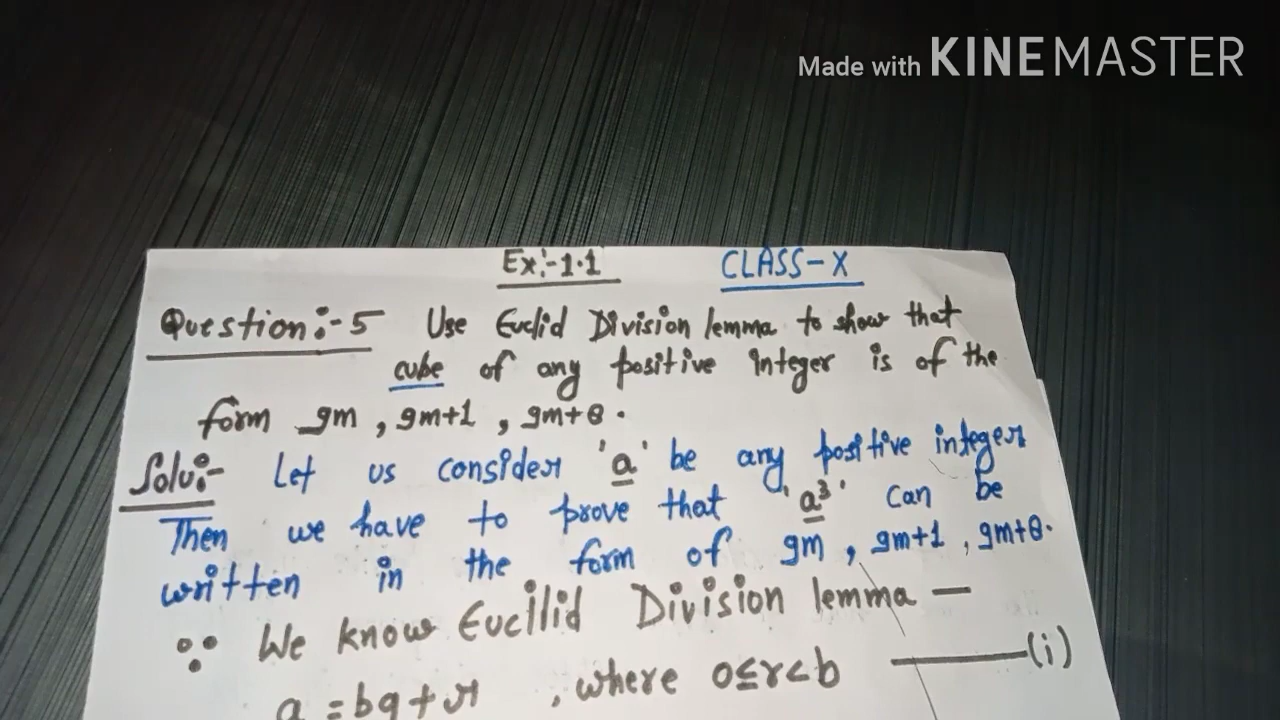 Made with KINEMASTER
Ex:-1.1 CLASS-X
Question:-5 Use Euclid Division lemma to show that
cube of any positive integer is of the
form 9m, 9m+1, 9m+8.
Solu:- Let us consider 'a' be any positive integer
Then we have to prove that 'a³' can be
written in the form of 9m, 9m+1, 9m+8.
∵ We know Eucilid Division lemma —
a = bq + r, where 0≤r<b ——(i)